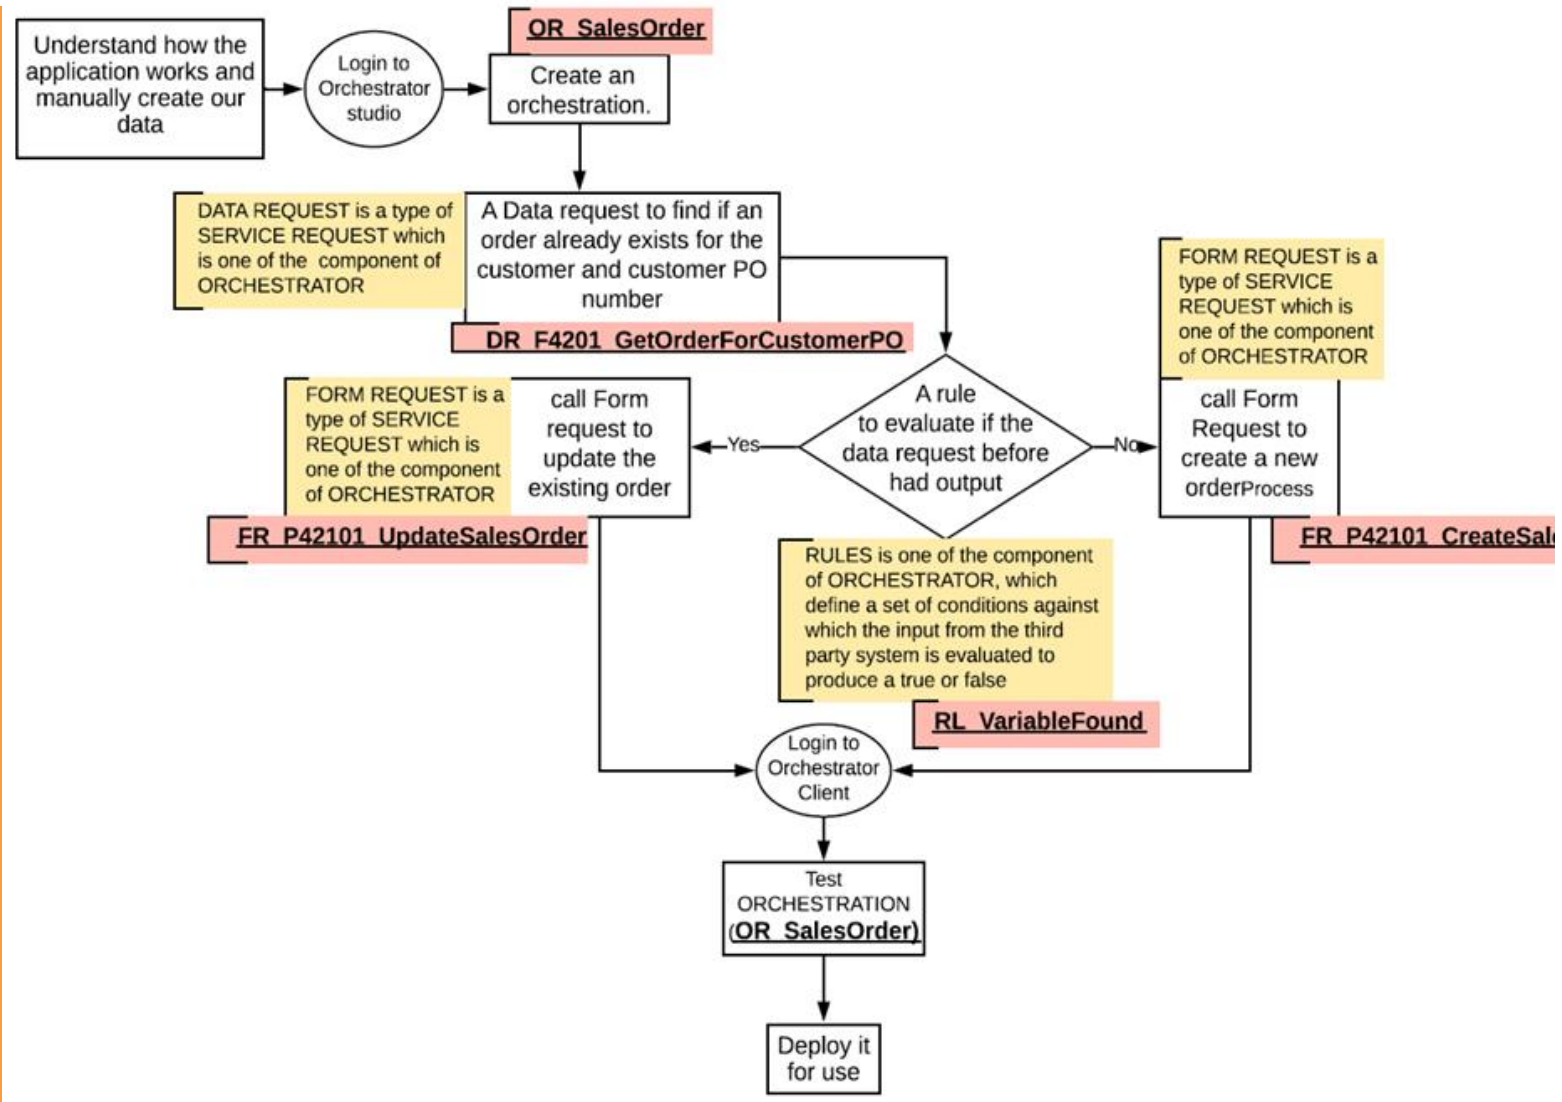 Understand how the
application works and
manually create our
data
Login to
Orchestrator
studio
OR_SalesOrder
Create an
orchestration.
DATA REQUEST is a type of
SERVICE REQUEST which
is one of the component of
ORCHESTRATOR
A Data request to find if an
order already exists for the
customer and customer PO
number
DR_F4201_GetOrderForCustomerPO
FORM REQUEST is a
type of SERVICE
REQUEST which is
one of the component
of ORCHESTRATOR
call Form
request to
update the
existing order
FR_P42101_UpdateSalesOrder
Yes
A rule
to evaluate if the
data request before
had output
No
FORM REQUEST is a
type of SERVICE
REQUEST which is
one of the component
of ORCHESTRATOR
call Form
Request to
create a new
orderProcess
FR_P42101_CreateSale
RULES is one of the component
of ORCHESTRATOR, which
define a set of conditions against
which the input from the third
party system is evaluated to
produce a true or false
RL_VariableFound
Login to
Orchestrator
Client
Test
ORCHESTRATION
(OR_SalesOrder)
Deploy it
for use